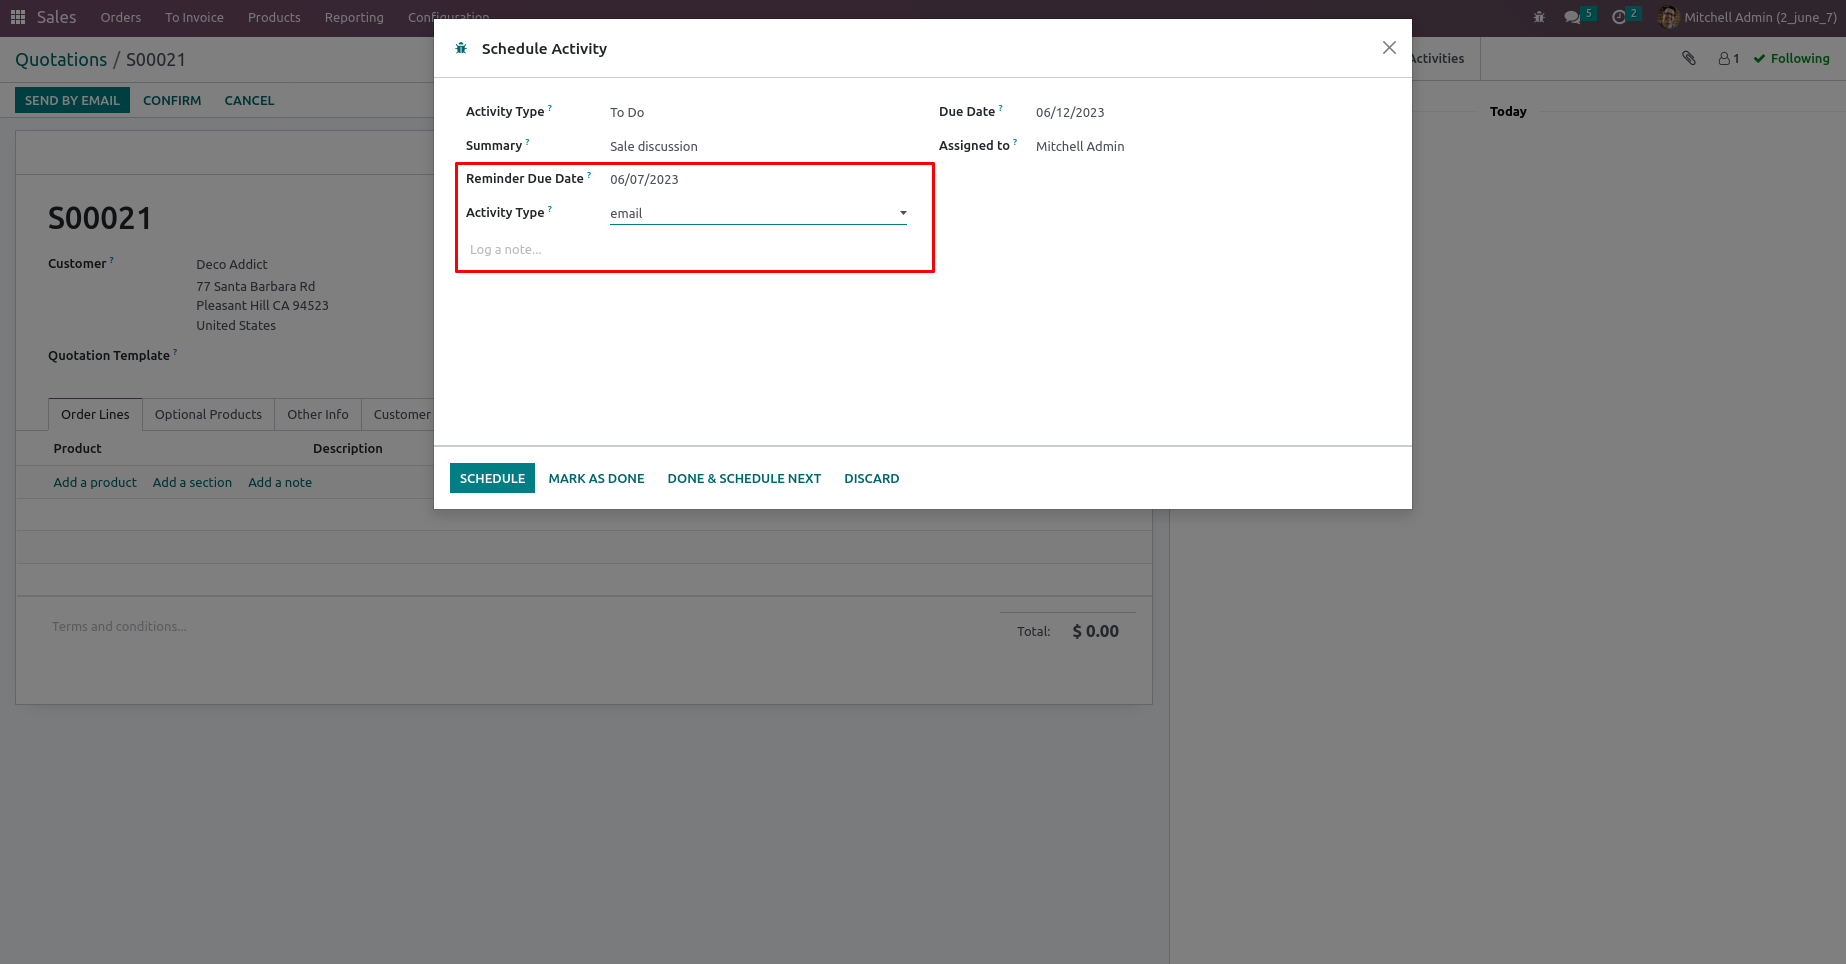 Sales Orders To Invoice Products Reporting Configuration 5 2 Mitchell Admin (2_june_7)
Quotations / S00021
Activities 1 Following
SEND BY EMAIL CONFIRM CANCEL
Today
S00021
Customer ? Deco Addict
77 Santa Barbara Rd
Pleasant Hill CA 94523
United States
Quotation Template ?
Order Lines Optional Products Other Info Customer
Product Description
Add a product Add a section Add a note
Terms and conditions...
Total: $ 0.00
Schedule Activity
Activity Type ? To Do Due Date ? 06/12/2023
Summary ? Sale discussion Assigned to ? Mitchell Admin
Reminder Due Date ? 06/07/2023
Activity Type ? email
Log a note...
SCHEDULE MARK AS DONE DONE & SCHEDULE NEXT DISCARD